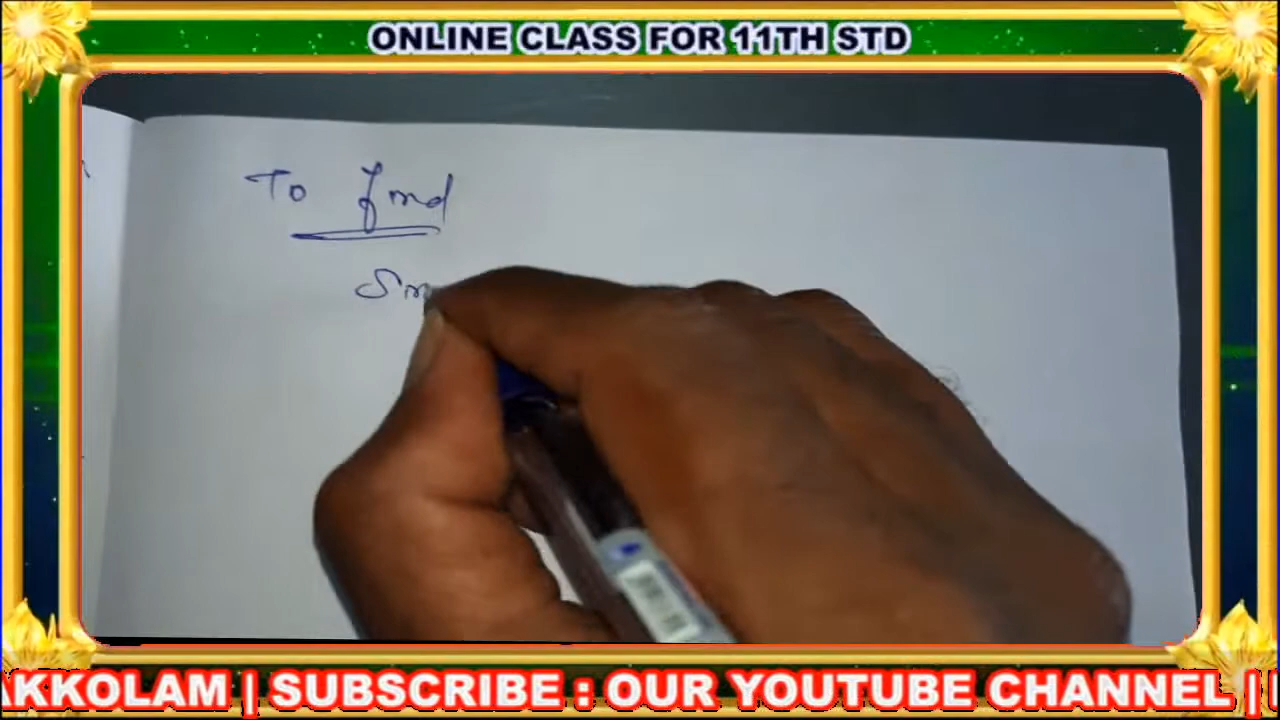 ONLINE CLASS FOR 11TH STD
To find
AKKOLAM | SUBSCRIBE : OUR YOUTUBE CHANNEL |